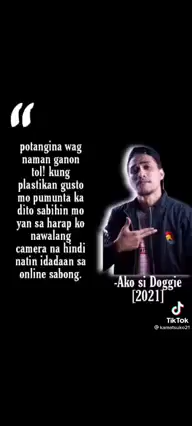 “
potangina wag
naman ganon
tol! kung
plastikan gusto
mo pumunta ka
dito sabihin mo
yan sa harap ko
nawalang
camera na hindi
natin idadaan sa
online sabong.
-Ako si Doggie
[2021]
TikTok
@kametsuko21